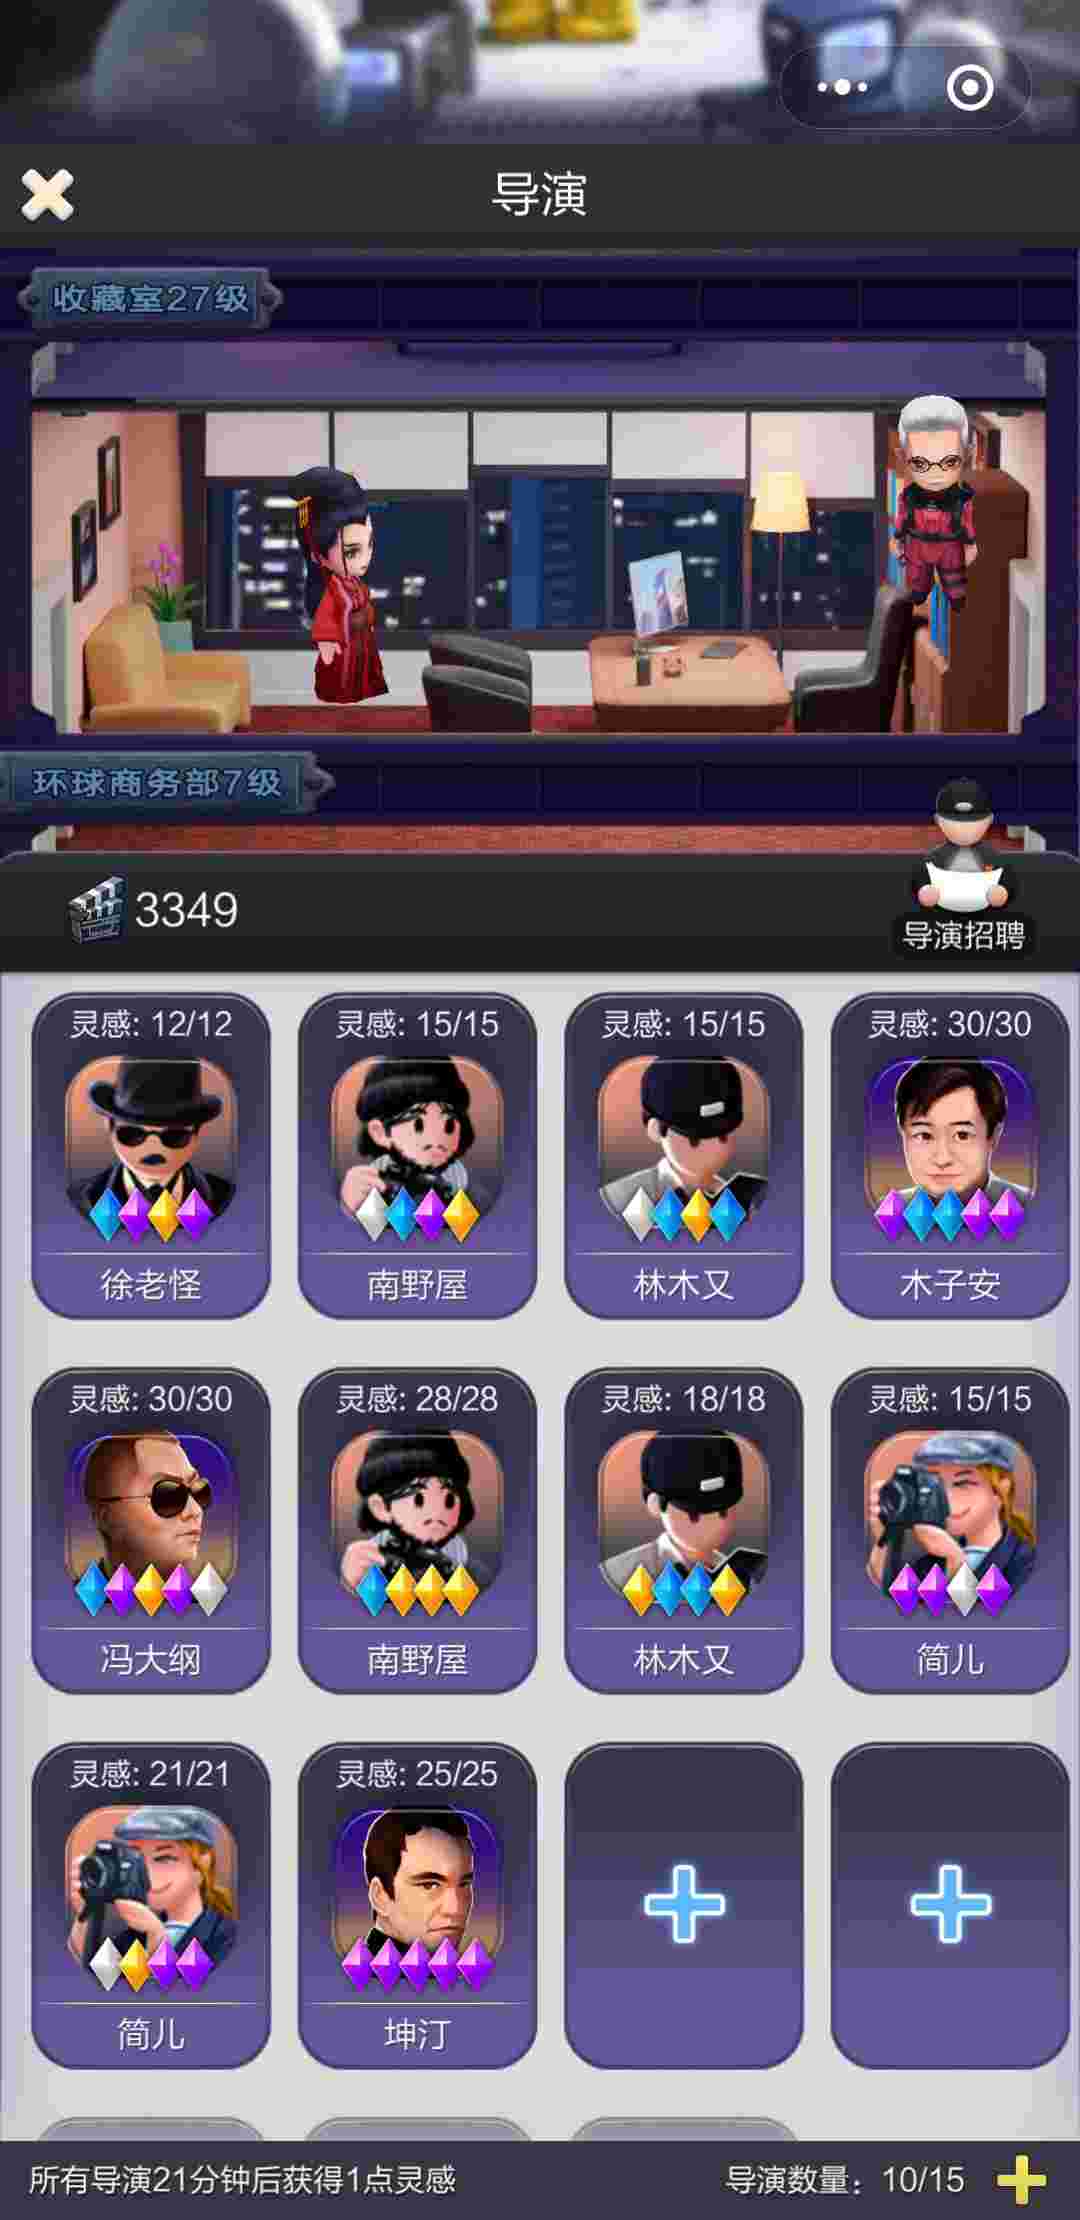 导演
收藏室27级
环球商务部7级
3349
导演招聘
灵感: 12/12
灵感: 15/15
灵感: 15/15
灵感: 30/30
徐老怪
南野屋
林木又
木子安
灵感: 30/30
灵感: 28/28
灵感: 18/18
灵感: 15/15
冯大纲
南野屋
林木又
简儿
灵感: 21/21
灵感: 25/25
简儿
坤汀
所有导演21分钟后获得1点灵感
导演数量：10/15